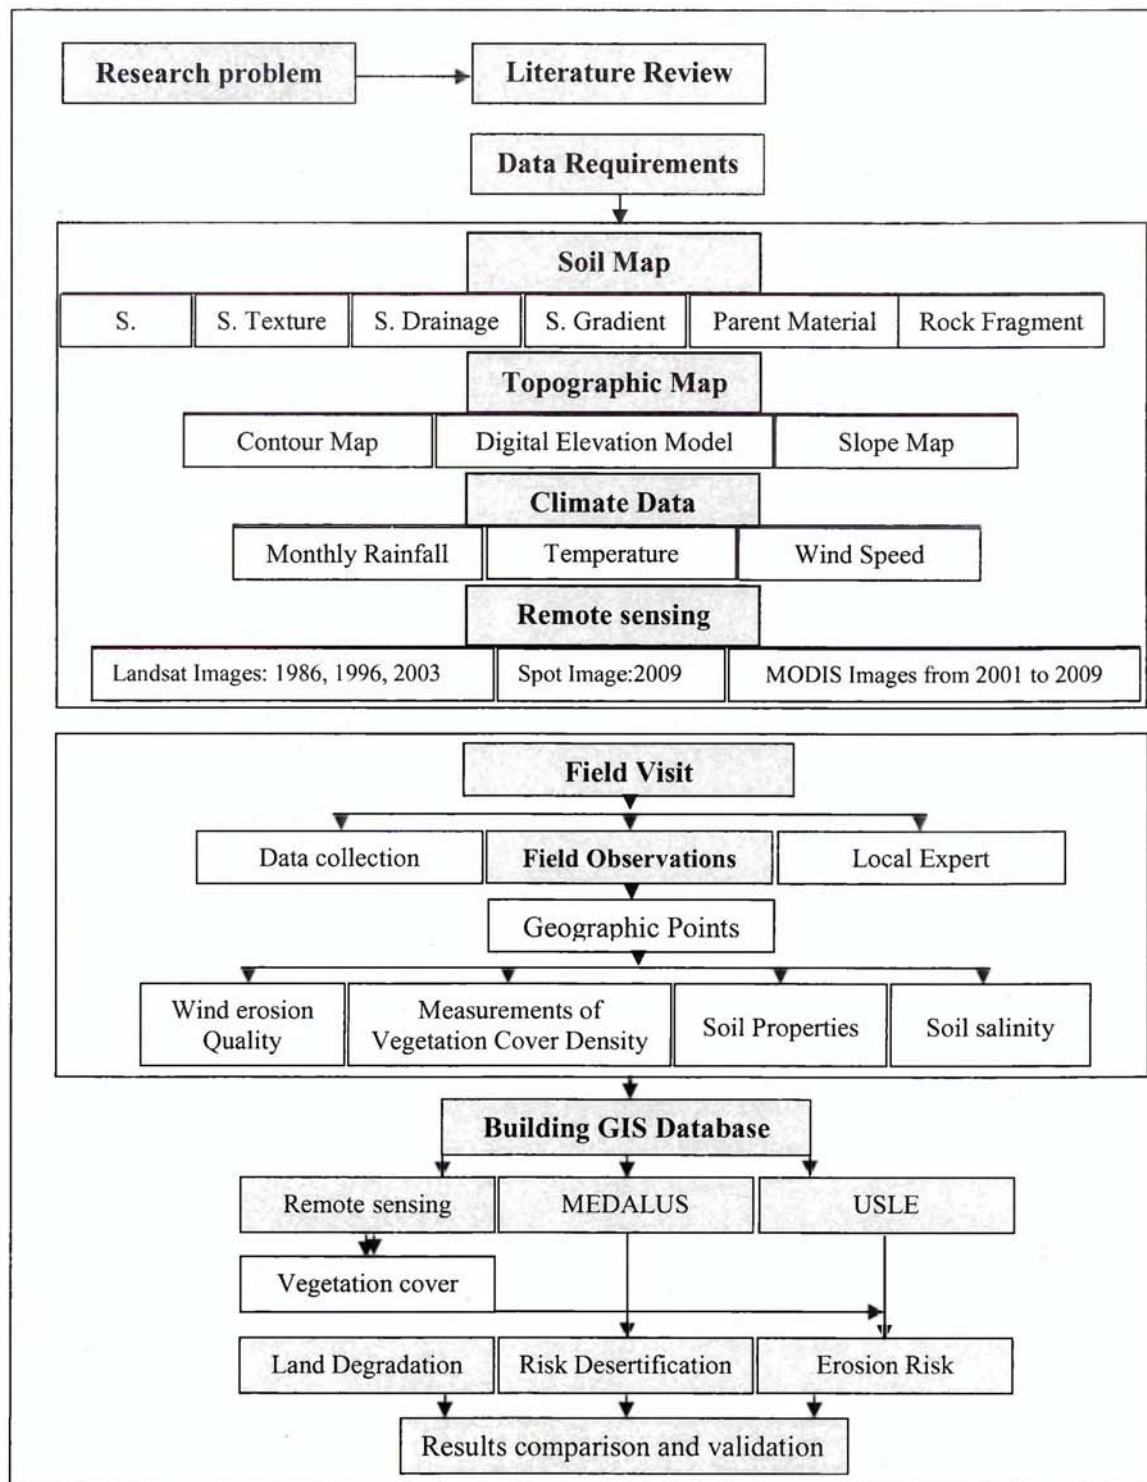 Research problem
Literature Review
Data Requirements
Soil Map
S.
S. Texture
S. Drainage
S. Gradient
Parent Material
Rock Fragment
Topographic Map
Contour Map
Digital Elevation Model
Slope Map
Climate Data
Monthly Rainfall
Temperature
Wind Speed
Remote sensing
Landsat Images: 1986, 1996, 2003
Spot Image:2009
MODIS Images from 2001 to 2009
Field Visit
Data collection
Field Observations
Local Expert
Geographic Points
Wind erosion
Quality
Measurements of
Vegetation Cover Density
Soil Properties
Soil salinity
Building GIS Database
Remote sensing
MEDALUS
USLE
Vegetation cover
Land Degradation
Risk Desertification
Erosion Risk
Results comparison and validation